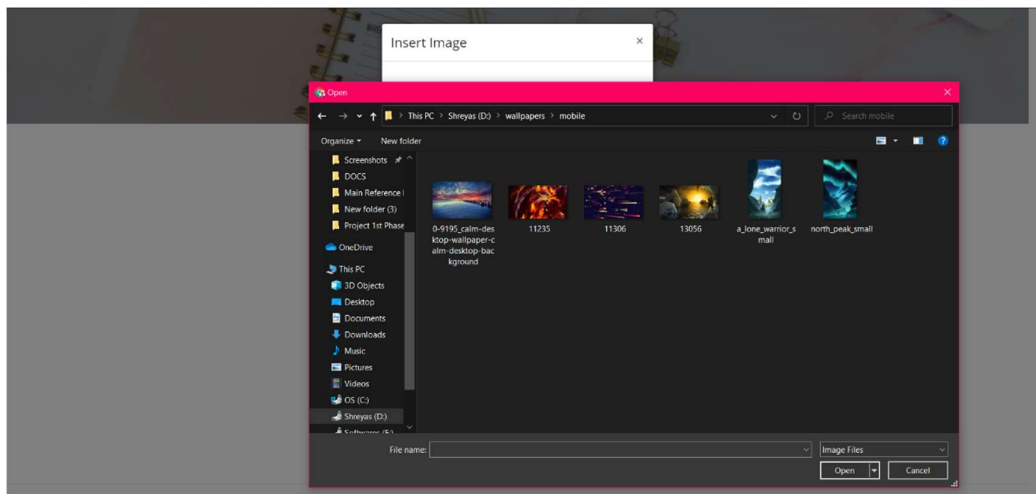 Insert Image ×
Open ×
This PC > Shreyas (D:) > wallpapers > mobile
Search mobile
Organize
New folder
Screenshots
DOCS
Main Reference
New folder (3)
Project 1st Phase
OneDrive
This PC
3D Objects
Desktop
Documents
Downloads
Music
Pictures
Videos
OS (C:)
Shreyas (D:)
Softwares (E:)
0-9195_calm-des
ktop-wallpaper-c
alm-desktop-bac
kground
11235
11306
13056
a_lone_warrior_s
mall
north_peak_small
File name:
Image Files
Open
Cancel